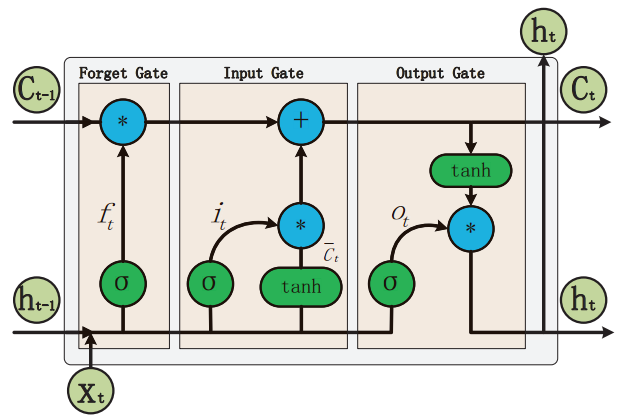 hₜ
Forget Gate Input Gate Output Gate
Cₜ₋₁ * + Cₜ
tanh
fₜ iₜ * oₜ *
C̅ₜ
σ σ tanh σ
hₜ₋₁ hₜ
xₜ